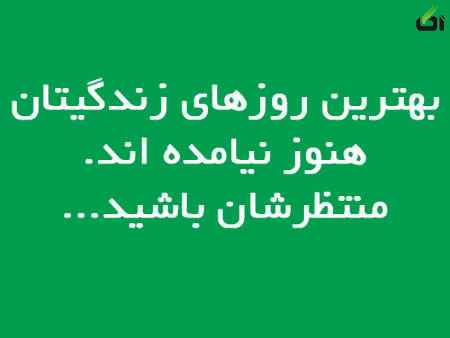 بهترین روزهای زندگیتان
هنوز نیامده اند.
منتظرشان باشید...